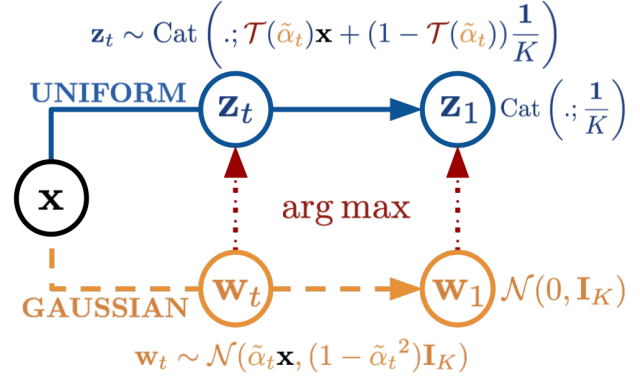 z_t ∼ Cat (.; 𝒯(α̃_t)x + (1 − 𝒯(α̃_t)) 1/K)
UNIFORM
z_t
z_1
Cat (.; 1/K)
x
arg max
GAUSSIAN
w_t
w_1
𝒩(0, I_K)
w_t ∼ 𝒩(α̃_t x, (1 − α̃_t²)I_K)